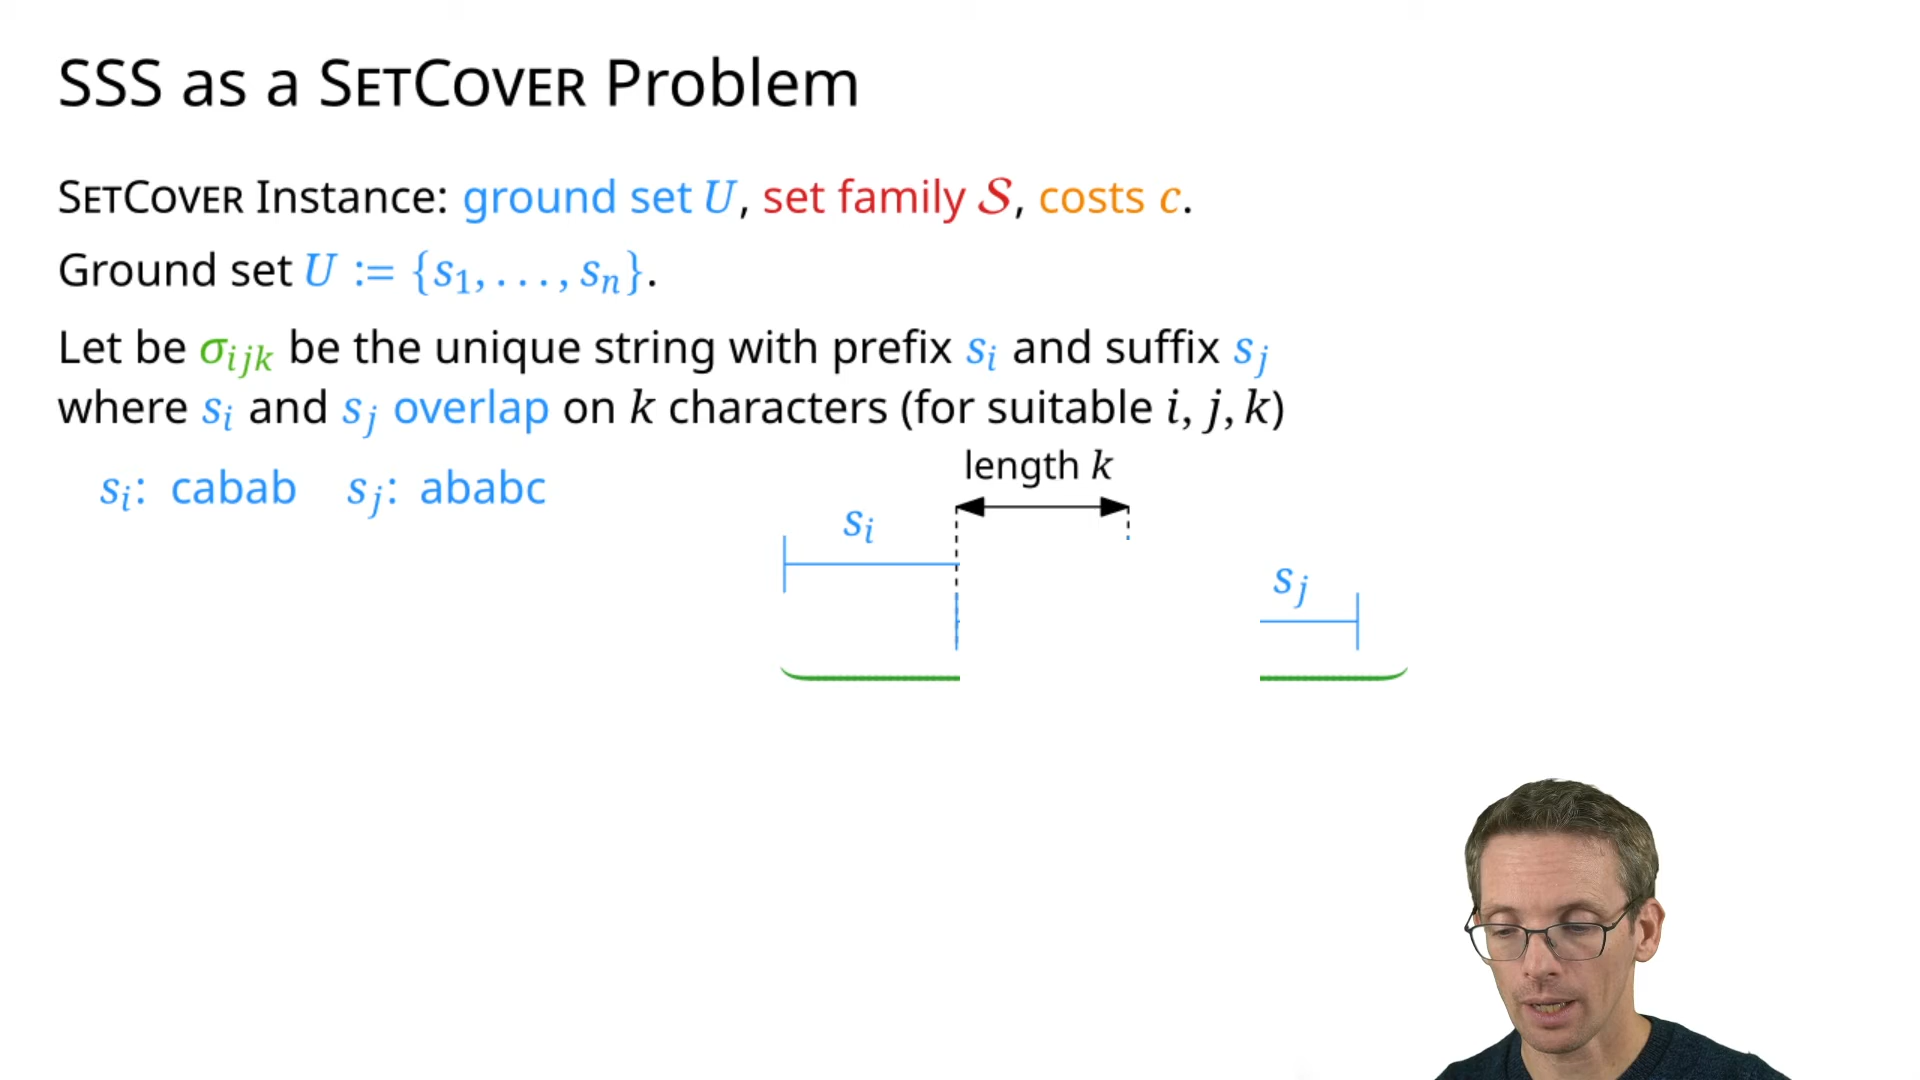 SSS as a SETCOVER Problem
SETCOVER Instance: ground set U, set family 𝒮, costs c.
Ground set U := {s₁, . . . , sₙ}.
Let be σᵢⱼₖ be the unique string with prefix sᵢ and suffix sⱼ
where sᵢ and sⱼ overlap on k characters (for suitable i, j, k)
length k
sᵢ: cabab sⱼ: ababc
sᵢ
sⱼ